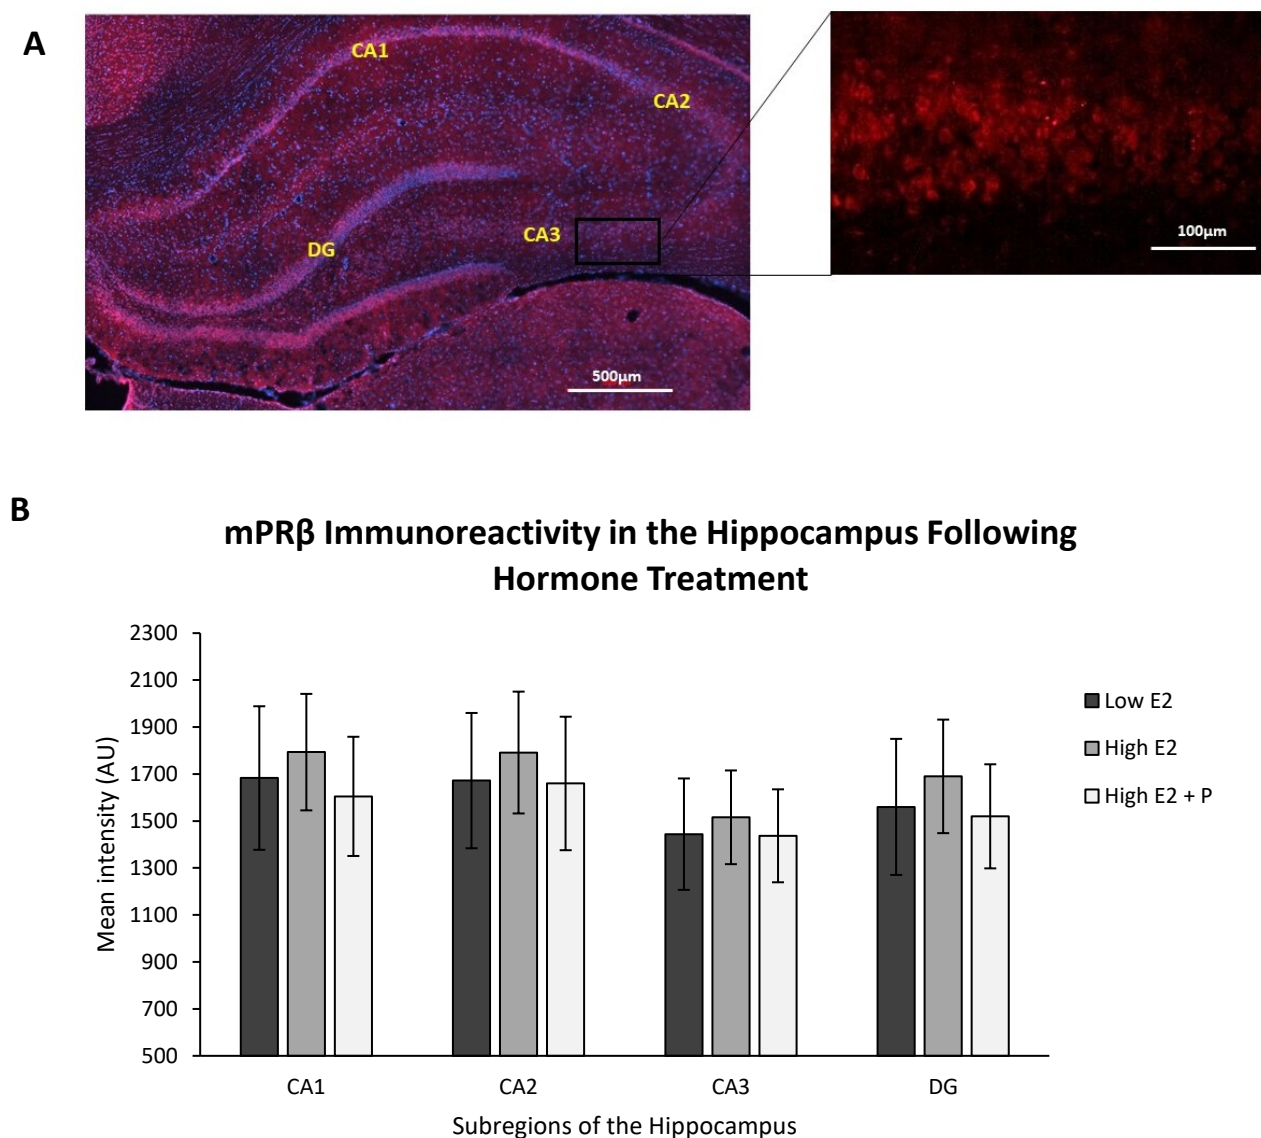 A
CA1
CA2
DG
CA3
500µm
100µm
B
mPRβ Immunoreactivity in the Hippocampus Following
Hormone Treatment
Mean intensity (AU)
2300
2100
1900
1700
1500
1300
1100
900
700
500
CA1
CA2
CA3
DG
Subregions of the Hippocampus
Low E2
High E2
High E2 + P